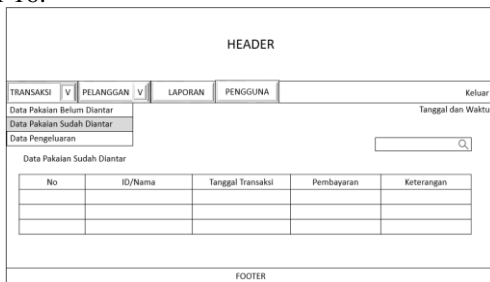 HEADER
TRANSAKSI V PELANGGAN V LAPORAN PENGGUNA Keluar
Data Pakaian Belum Diantar Tanggal dan Waktu
Data Pakaian Sudah Diantar
Data Pengeluaran
Data Pakaian Sudah Diantar
No ID/Nama Tanggal Transaksi Pembayaran Keterangan
FOOTER